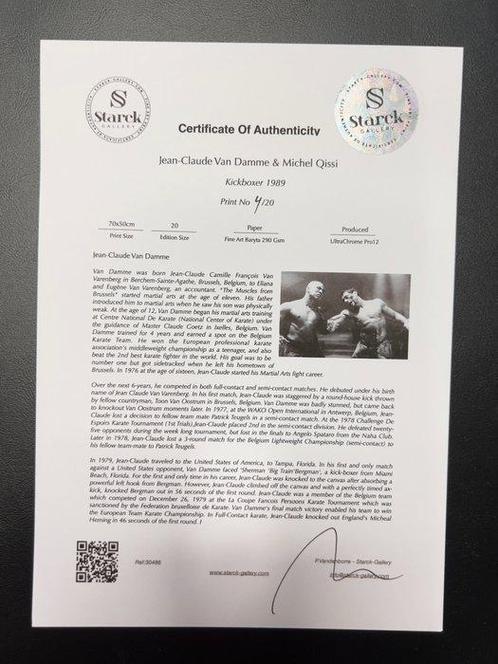 Starck
GALLERY
Starck
GALLERY
Certificate Of Authenticity
Jean-Claude Van Damme & Michel Qissi
Kickboxer 1989
Print No 4/20
70x50cm 20 Paper Produced
Print Size Edition Size Fine Art Baryta 290 Gsm UltraChrome Pro12
Jean-Claude Van Damme
Van Damme was born Jean-Claude Camille François Van
Varenberg in Berchem-Sainte-Agathe, Brussels, Belgium, to Eliana
and Eugène Van Varenberg, an accountant. "The Muscles from
Brussels" started martial arts at the age of eleven. His father
introduced him to martial arts when he saw his son was physically
weak. At the age of 12, Van Damme began his martial arts training
at Centre National De Karate (National Center of Karate) under
the guidance of Master Claude Goetz in Ixelles, Belgium. Van
Damme trained for 4 years and earned a spot on the Belgium
Karate Team. He won the European professional karate
association's middleweight championship as a teenager, and also
beat the 2nd best karate fighter in the world. His goal was to be
number one but got sidetracked when he left his hometown of
Brussels. In 1976 at the age of sixteen, Jean-Claude started his Martial Arts fight career.
Over the next 6-years, he competed in both full-contact and semi-contact matches. He debuted under his birth
name of Jean Claude Van Varenberg. In his first match, Jean-Claude was staggered by a round-house kick thrown
by fellow countryman, Toon Van Oostrum in Brussels, Belgium. Van Damme was badly stunned, but came back
to knockout Van Oostrum moments later. In 1977, at the WAKO Open International in Antwerp, Belgium, Jean-
Claude lost a decision to fellow team mate Patrick Teugels in a semi-contact match. At the 1978 Challenge De
Espoirs Karate Tournament (1st Trials),Jean-Claude placed 2nd in the semi-contact division. He defeated twenty-
five opponents during the week long tournament, but lost in the finals to Angelo Spataro from the Naha Club.
Later in 1978, Jean-Claude lost a 3-round match for the Belgium Lightweight Championship (semi-contact) to
his fellow team-mate to Patrick Teugels.
In 1979, Jean-Claude traveled to the United States of America, to Tampa, Florida. In his first and only match
against a United States opponent, Van Damme faced 'Sherman 'Big Train'Bergman', a kick-boxer from Miami
Beach, Florida. For the first and only time in his career, Jean-Claude was knocked to the canvas after absorbing a
powerful left hook from Bergman. However, Jean-Claude climbed off the canvas and with a perfectly timed ax-
kick, knocked Bergman out in 56 seconds of the first round. Jean-Claude was a member of the Belgium team
which competed on December 26, 1979 at the La Coupe Fancois Persoons Karate Tournament which was
sanctioned by the Federation bruxelloise de Karate. Van Damme's final match victory enabled his team to win
the European Team Karate Championship. In Full-Contact karate, Jean-Claude knocked out England's Micheal
Heming in 46 seconds of the first round. I
Ref:30486
www.starck-gallery.com
P.Vandenborre - Starck-Gallery
info@starck-gallery.com